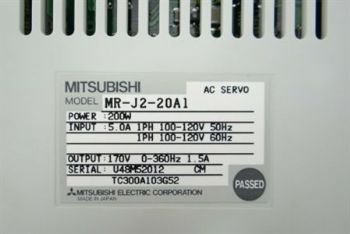 MITSUBISHI AC SERVO
MODEL MR-J2-20A1
POWER : 200W
INPUT : 5.0A 1PH 100-120V 50Hz
1PH 100-120V 60Hz
OUTPUT : 170V 0-360Hz 1.5A
SERIAL : U48M52012 CM
TC300A103G52
MITSUBISHI ELECTRIC CORPORATION
MADE IN JAPAN
PASSED